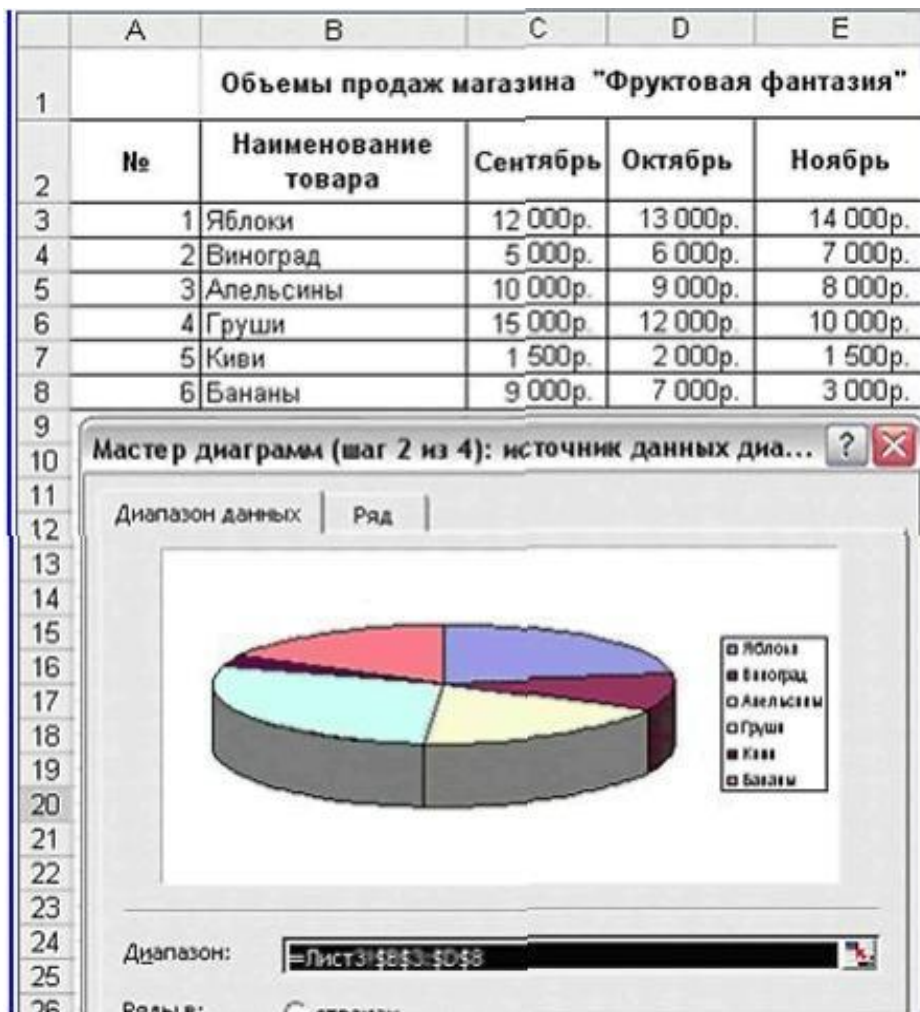 A B C D E
1 Объемы продаж магазина "Фруктовая фантазия"
2 № Наименование товара Сентябрь Октябрь Ноябрь
3 1 Яблоки 12 000р. 13 000р. 14 000р.
4 2 Виноград 5 000р. 6 000р. 7 000р.
5 3 Апельсины 10 000р. 9 000р. 8 000р.
6 4 Груши 15 000р. 12 000р. 10 000р.
7 5 Киви 1 500р. 2 000р. 1 500р.
8 6 Бананы 9 000р. 7 000р. 3 000р.
9
10 Мастер диаграмм (шаг 2 из 4): источник данных диа... ?
11
12 Диапазон данных Ряд
13
14
15
Яблоки
16
Виноград
17
Апельсины
18
Груши
Киви
19
Бананы
20
21
22
23
24 Диапазон: =Лист3!$B$3:$D$8
25
26 Ряды в: строках